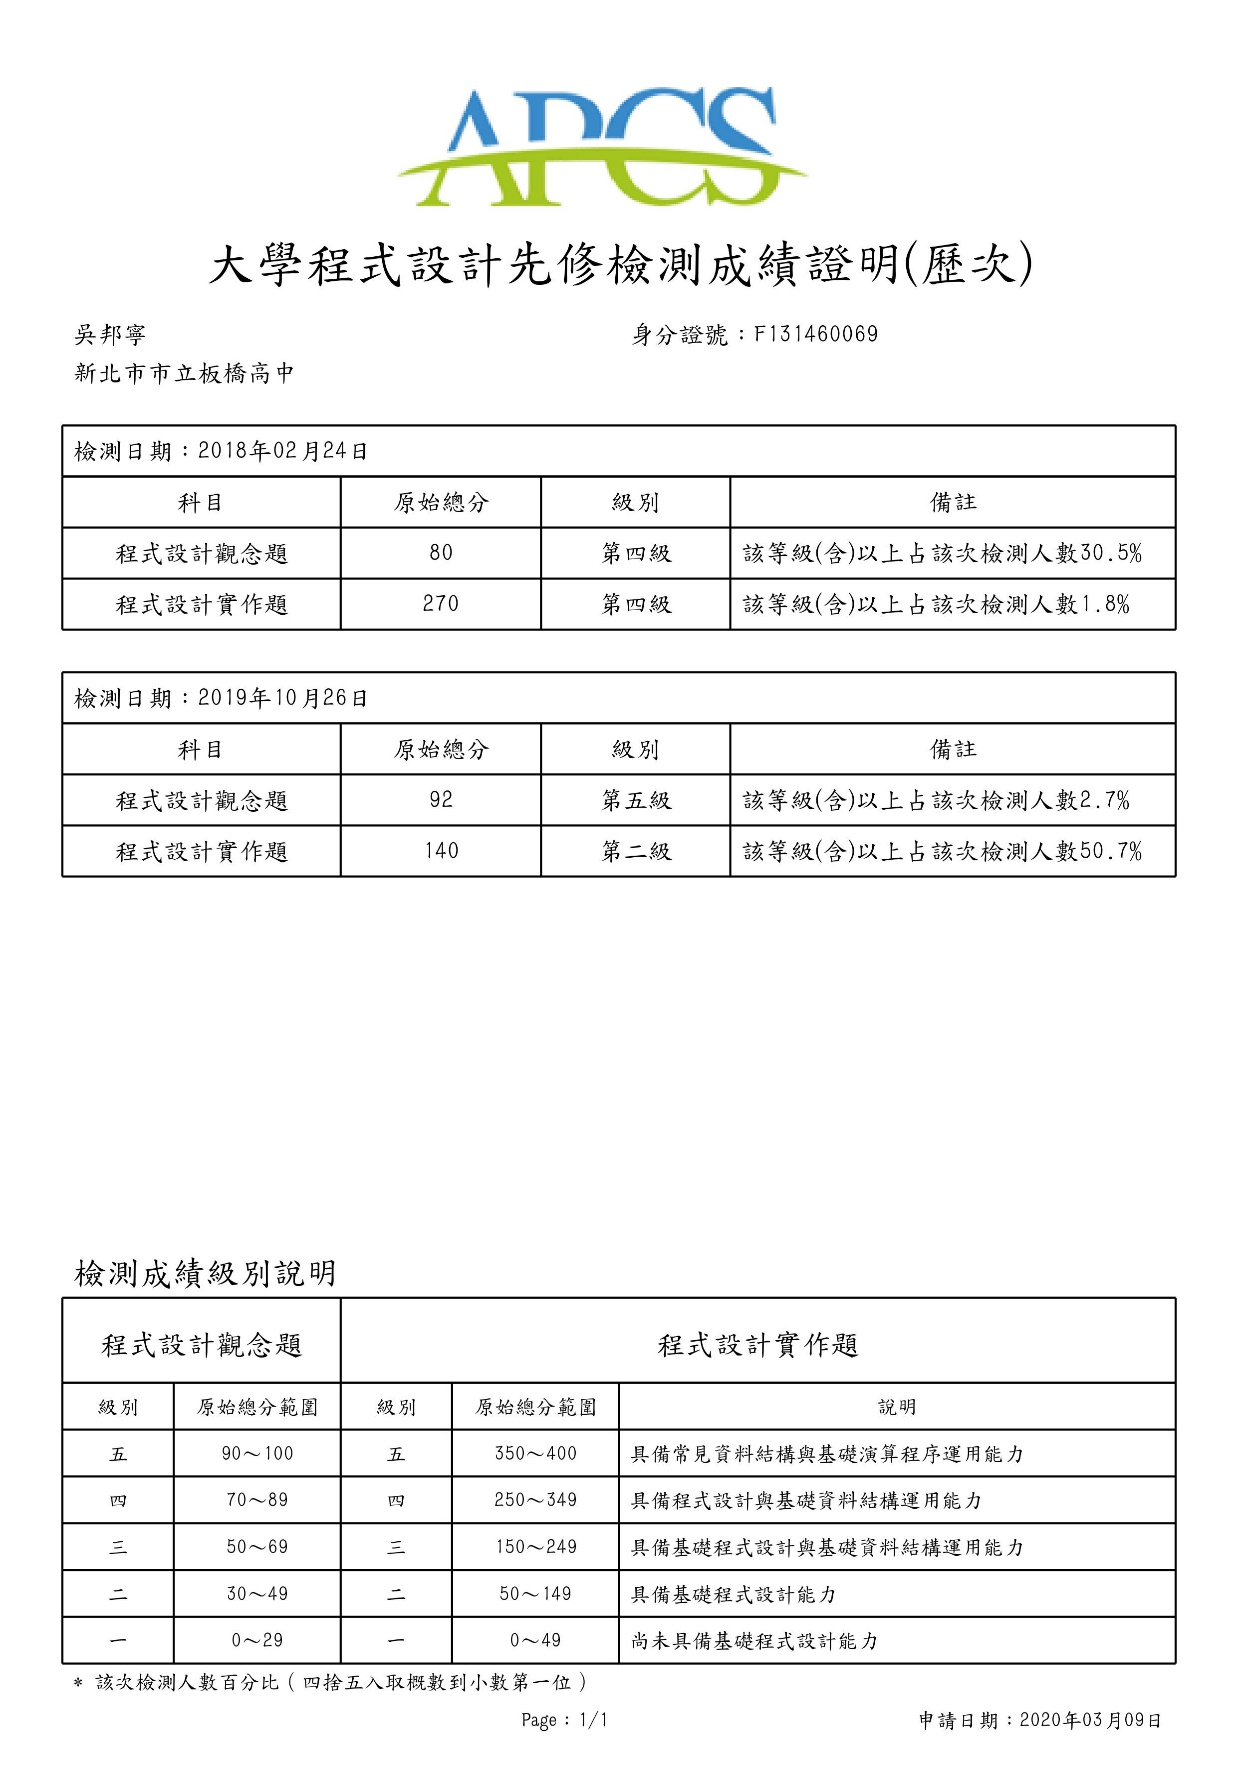 APCS
大學程式設計先修檢測成績證明(歷次)
吳邦寧 身分證號：F131460069
新北市市立板橋高中
檢測日期：2018年02月24日
科目 原始總分 級別 備註
程式設計觀念題 80 第四級 該等級(含)以上占該次檢測人數30.5%
程式設計實作題 270 第四級 該等級(含)以上占該次檢測人數1.8%
檢測日期：2019年10月26日
科目 原始總分 級別 備註
程式設計觀念題 92 第五級 該等級(含)以上占該次檢測人數2.7%
程式設計實作題 140 第二級 該等級(含)以上占該次檢測人數50.7%
檢測成績級別說明
程式設計觀念題 程式設計實作題
級別 原始總分範圍 級別 原始總分範圍 說明
五 90～100 五 350～400 具備常見資料結構與基礎演算程序運用能力
四 70～89 四 250～349 具備程式設計與基礎資料結構運用能力
三 50～69 三 150～249 具備基礎程式設計與基礎資料結構運用能力
二 30～49 二 50～149 具備基礎程式設計能力
一 0～29 一 0～49 尚未具備基礎程式設計能力
* 該次檢測人數百分比（四捨五入取概數到小數第一位）
Page：1/1 申請日期：2020年03月09日